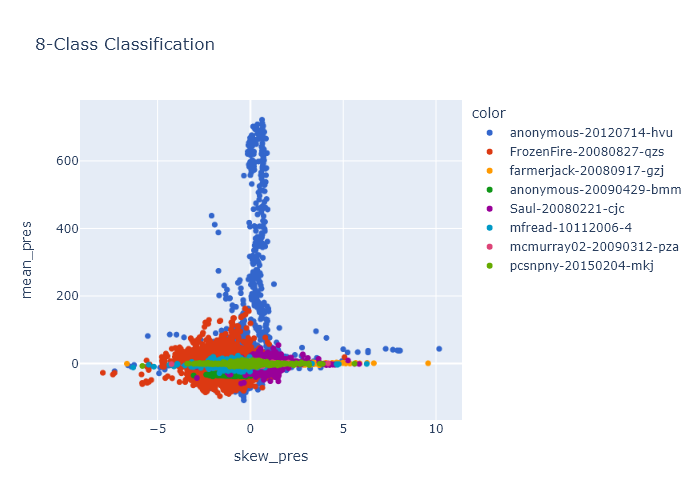 8-Class Classification
color
anonymous-20120714-hvu
FrozenFire-20080827-qzs
farmerjack-20080917-gzj
anonymous-20090429-bmm
Saul-20080221-cjc
mfread-10112006-4
mcmurray02-20090312-pza
pcsnpny-20150204-mkj
mean_pres
600
400
200
0
−5
0
5
10
skew_pres